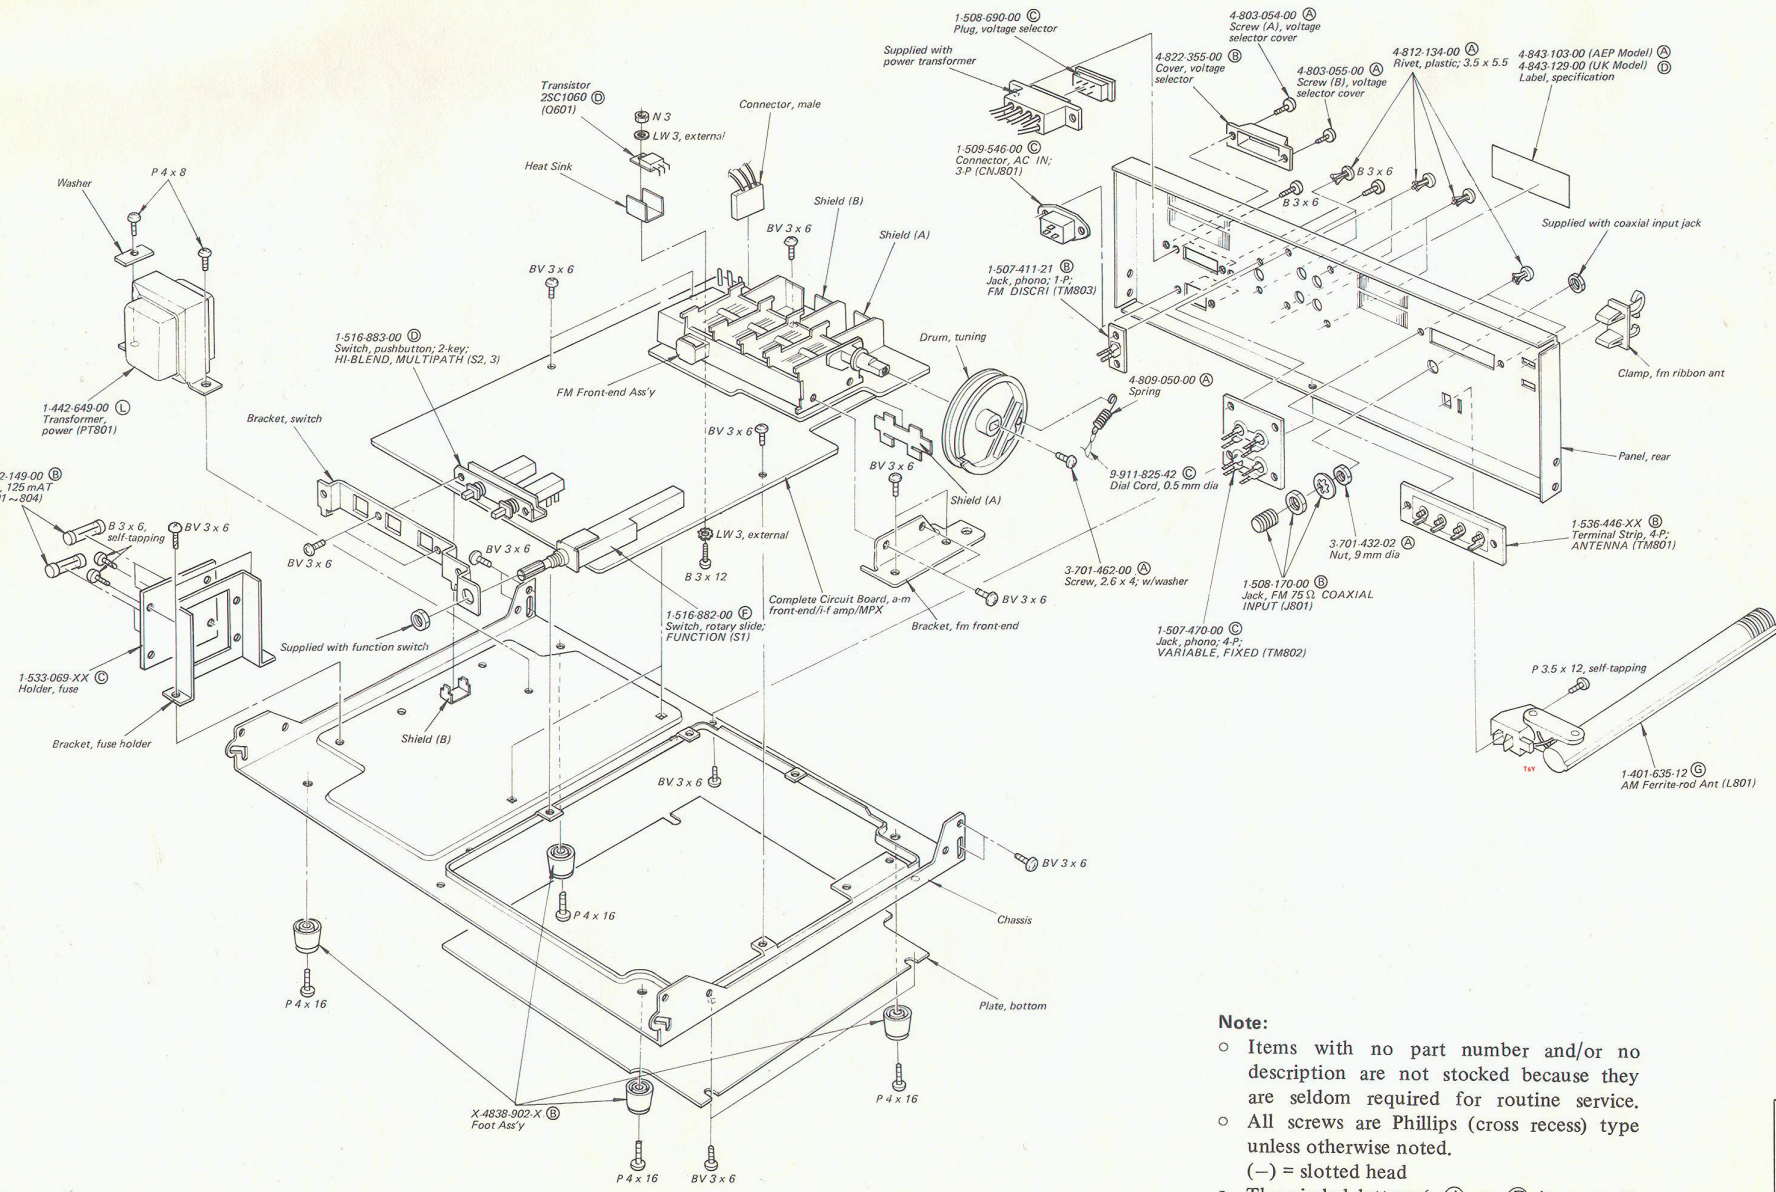 1-508-690-00 Ⓒ
Plug, voltage selector
Supplied with
power transformer
4-803-054-00 Ⓐ
Screw (A), voltage
selector cover
4-822-355-00 Ⓑ
Cover, voltage
selector
4-803-055-00 Ⓐ
Screw (B), voltage
selector cover
4-812-134-00 Ⓐ
Rivet, plastic; 3.5 x 5.5
4-843-103-00 (AEP Model) Ⓐ
4-843-129-00 (UK Model) Ⓓ
Label, specification
Transistor
2SC1060 Ⓓ
(Q601)
N 3
LW 3, external
Connector, male
Heat Sink
1-509-546-00 Ⓒ
Connector, AC IN;
3-P (CNJ801)
B 3 x 6
B 3 x 6
Supplied with coaxial input jack
P 4 x 8
Washer
Shield (B)
BV 3 x 6
Shield (A)
BV 3 x 6
1-507-411-21 Ⓑ
Jack, phono; 1-P;
FM DISCRI (TM803)
1-516-883-00 Ⓓ
Switch, pushbutton; 2-key;
HI-BLEND, MULTIPATH (S2, 3)
Drum, tuning
FM Front-end Ass'y
4-809-050-00 Ⓐ
Spring
Clamp, fm ribbon ant
1-442-649-00 Ⓛ
Transformer,
power (PT801)
Bracket, switch
BV 3 x 6
BV 3 x 6
9-911-825-42 Ⓒ
Dial Cord, 0.5 mm dia
Panel, rear
2-149-00 Ⓑ
, 125 mAT
1~804)
Shield (A)
B 3 x 6,
self-tapping
BV 3 x 6
BV 3 x 6
BV 3 x 6
LW 3, external
B 3 x 12
3-701-462-00 Ⓐ
Screw, 2.6 x 4; w/washer
3-701-432-02 Ⓐ
Nut, 9 mm dia
1-536-446-XX Ⓑ
Terminal Strip, 4-P;
ANTENNA (TM801)
1-508-170-00 Ⓑ
Jack, FM 75 Ω COAXIAL
INPUT (J801)
Complete Circuit Board, a-m
front-end/i-f amp/MPX
BV 3 x 6
1-516-882-00 Ⓕ
Switch, rotary slide;
FUNCTION (S1)
Bracket, fm front-end
1-507-470-00 Ⓒ
Jack, phono; 4-P;
VARIABLE, FIXED (TM802)
Supplied with function switch
1-533-069-XX Ⓒ
Holder, fuse
P 3.5 x 12, self-tapping
Bracket, fuse holder
Shield (B)
BV 3 x 6
TSY
1-401-635-12 Ⓖ
AM Ferrite-rod Ant (L801)
BV 3 x 6
P 4 x 16
Chassis
P 4 x 16
Plate, bottom
P 4 x 16
X-4838-902-X Ⓑ
Foot Ass'y
P 4 x 16
BV 3 x 6
Note:
○ Items with no part number and/or no
description are not stocked because they
are seldom required for routine service.
○ All screws are Phillips (cross recess) type
unless otherwise noted.
(−) = slotted head